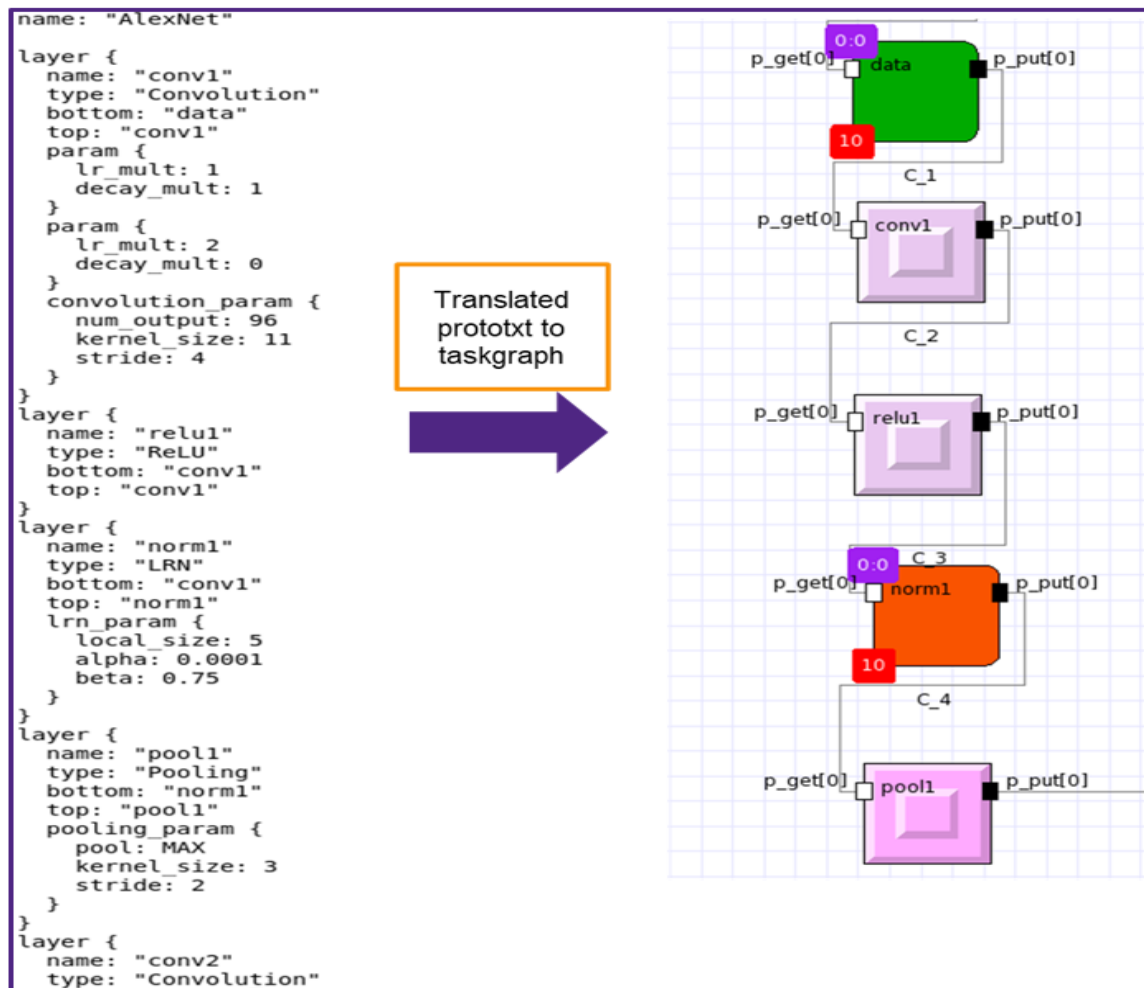 name: "AlexNet"
layer {
name: "conv1"
type: "Convolution"
bottom: "data"
top: "conv1"
param {
lr_mult: 1
decay_mult: 1
}
param {
lr_mult: 2
decay_mult: 0
}
convolution_param {
num_output: 96
kernel_size: 11
stride: 4
}
}
layer {
name: "relu1"
type: "ReLU"
bottom: "conv1"
top: "conv1"
}
layer {
name: "norm1"
type: "LRN"
bottom: "conv1"
top: "norm1"
lrn_param {
local_size: 5
alpha: 0.0001
beta: 0.75
}
}
layer {
name: "pool1"
type: "Pooling"
bottom: "norm1"
top: "pool1"
pooling_param {
pool: MAX
kernel_size: 3
stride: 2
}
}
layer {
name: "conv2"
type: "Convolution"
Translated
prototxt to
taskgraph
0:0
p_get[0] data p_put[0]
10
C_1
p_get[0] conv1 p_put[0]
C_2
p_get[0] relu1 p_put[0]
C_3
0:0
p_get[0] norm1 p_put[0]
10
C_4
p_get[0] pool1 p_put[0]